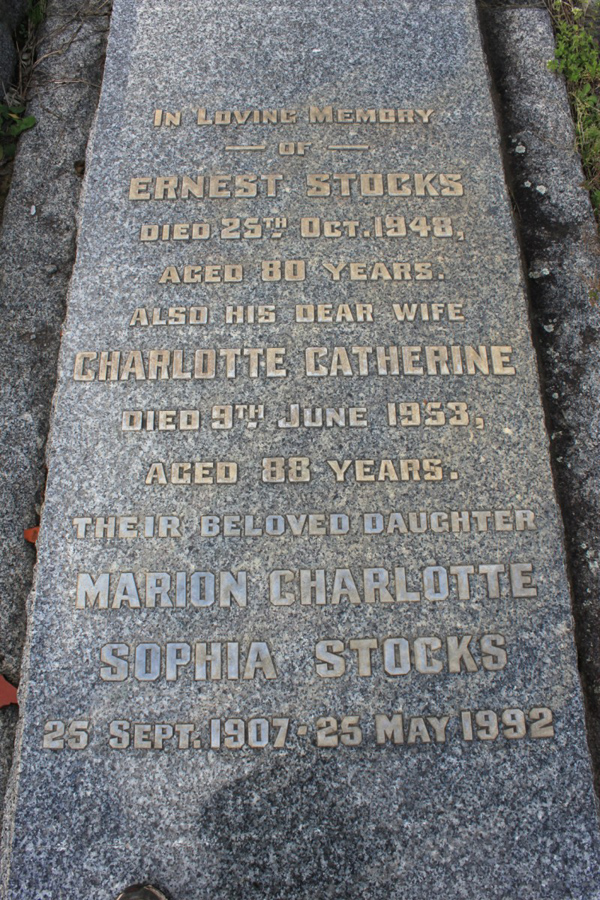 In Loving Memory
— of —
ERNEST STOCKS
DIED 25TH OCT. 1948,
AGED 80 YEARS.
ALSO HIS DEAR WIFE
CHARLOTTE CATHERINE
DIED 9TH JUNE 1953,
AGED 88 YEARS.
THEIR BELOVED DAUGHTER
MARION CHARLOTTE
SOPHIA STOCKS
25 SEPT. 1907 · 25 MAY 1992